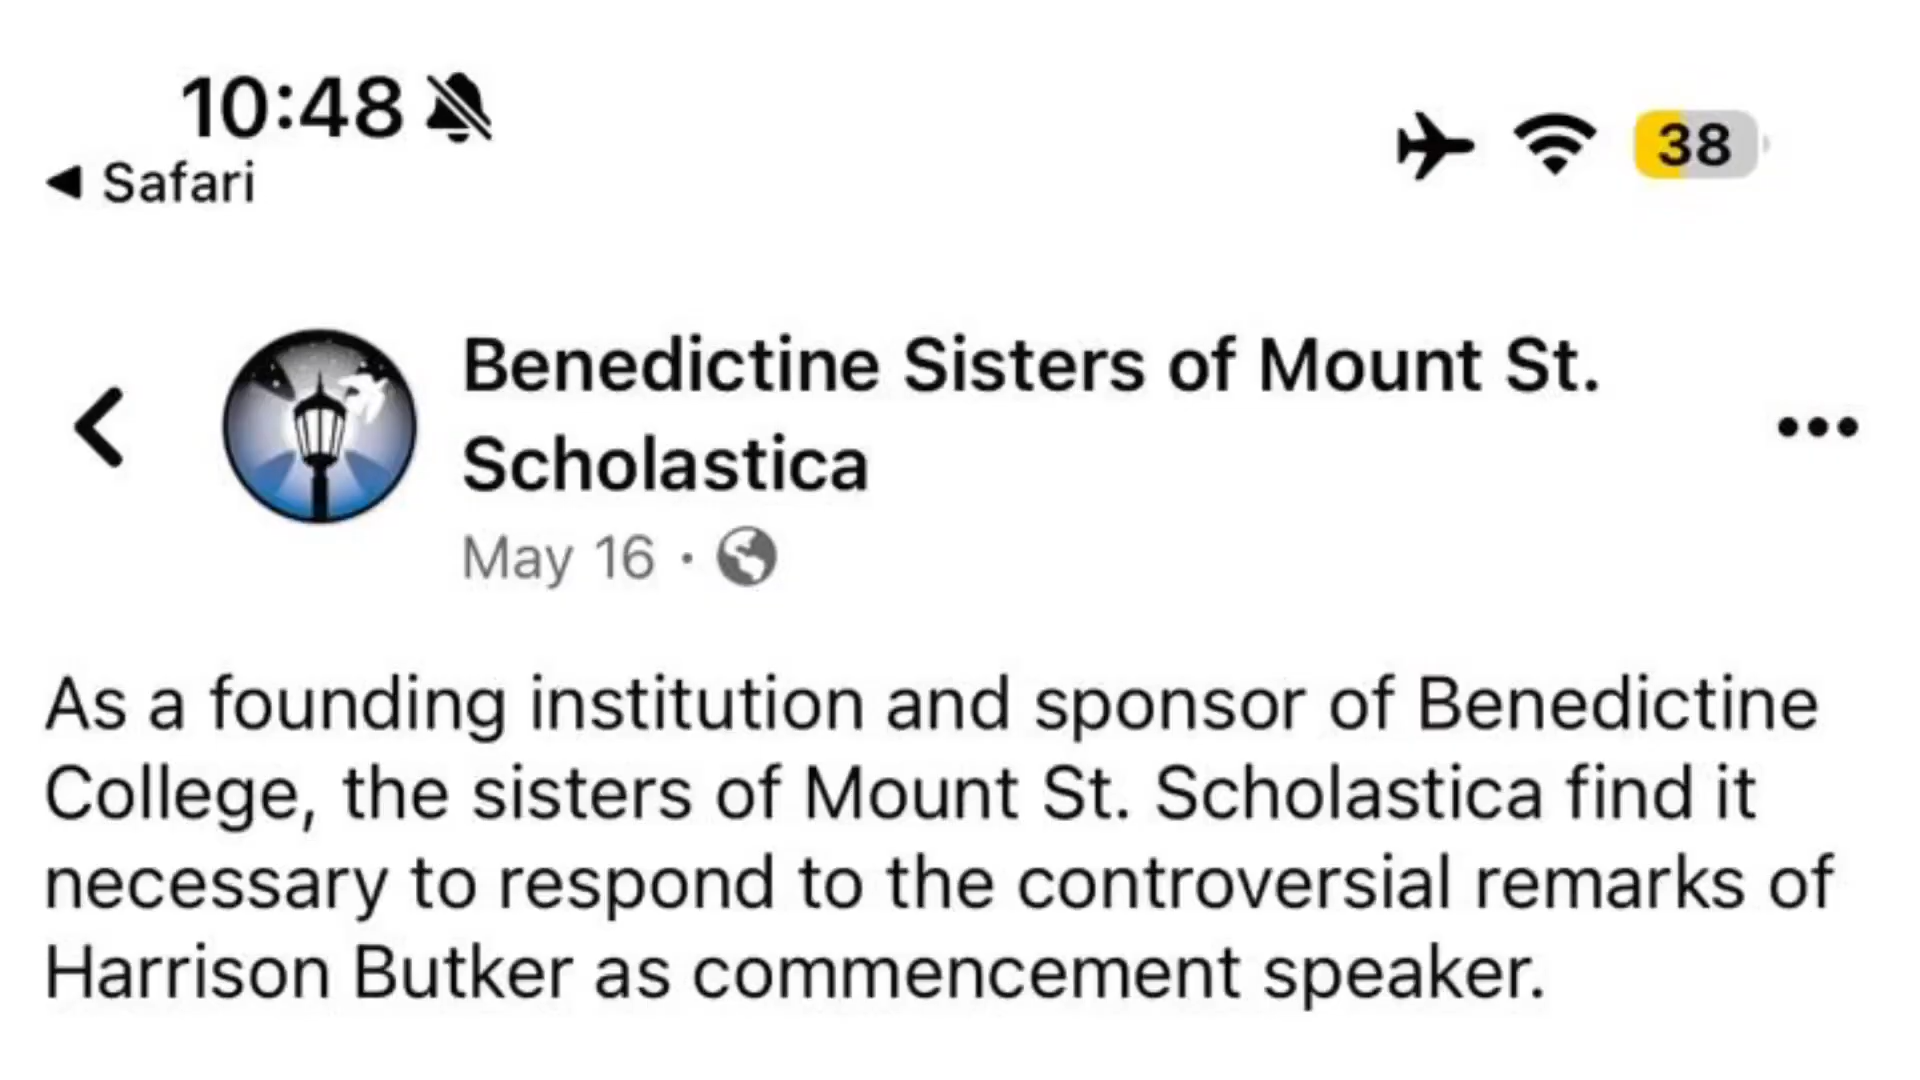 10:48
Safari
38
Benedictine Sisters of Mount St.
Scholastica
May 16 ·
As a founding institution and sponsor of Benedictine
College, the sisters of Mount St. Scholastica find it
necessary to respond to the controversial remarks of
Harrison Butker as commencement speaker.